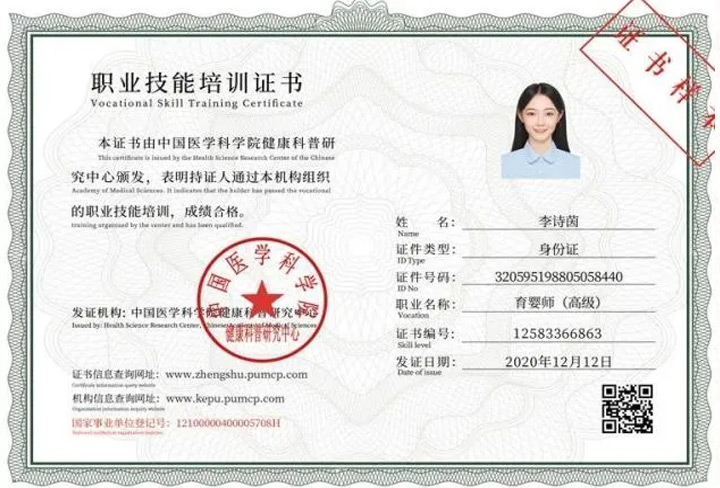 证书样本
职业技能培训证书
Vocational Skill Training Certificate
本证书由中国医学科学院健康科普研
This certificate is issued by the Health Science Research Center of the Chinese
究中心颁发，表明持证人通过本机构组织
Academy of Medical Sciences. It indicates that the holder has passed the vocational
的职业技能培训，成绩合格。
training organized by the center and has been qualified.
姓 名： 李诗茵
Name
证件类型： 身份证
ID Type
证件号码： 320595198805058440
ID No
职业名称： 育婴师（高级）
Vocation
证书编号： 12583366863
Skill level
发证日期： 2020年12月12日
Date of issue
中国医学科学院
健康科普研究中心
发证机构: 中国医学科学院健康科普研究中心
Issued by: Health Science Research Center, Chinese Academy of Medical Sciences
证书信息查询网址: www.zhengshu.pumcp.com
Certificate information query website
机构信息查询网址: www.kepu.pumcp.com
Organization information inquiry website
国家事业单位登记号: 12100000400005708H